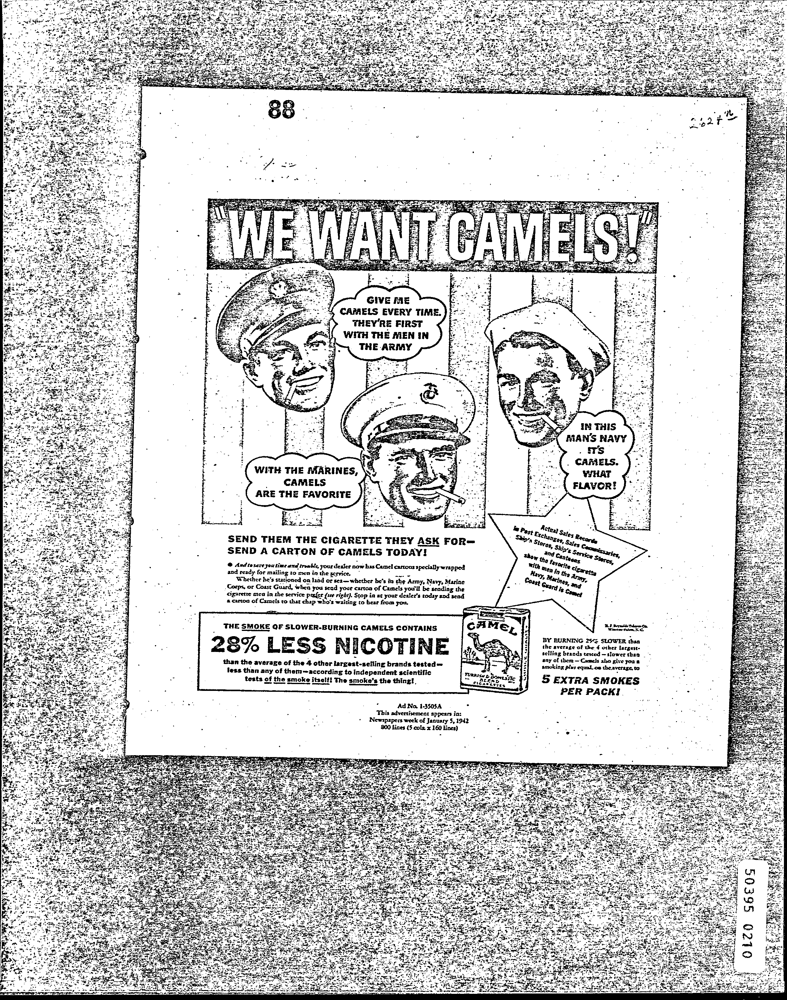 88
"WE WANT CAMELS!"
GIVE ME
CAMELS EVERY TIME.
THEY'RE FIRST
WITH THE MEN IN
THE ARMY
IN THIS
MAN'S NAVY
IT'S
CAMELS.
WHAT
FLAVOR!
WITH THE MARINES,
CAMELS
ARE THE FAVORITE
SEND THEM THE CIGARETTE THEY ASK FOR—
SEND A CARTON OF CAMELS TODAY!
● And to save you time and trouble, your dealer now has Camel cartons specially wrapped
and ready for mailing to men in the service.
Whether he's stationed on land or sea—whether he's in the Army, Navy, Marine
Corps, or Coast Guard, when you send your carton of Camels you'll be sending the
cigarette men in the service prefer (see right). Stop in at your dealer's today and send
a carton of Camels to that chap who's waiting to hear from you.
Actual Sales Records
in Post Exchanges, Sales Commissaries,
Ship's Stores, Ship's Service Stores,
and Canteens
show the favorite cigarette
with men in the Army,
Navy, Marines, and
Coast Guard is Camel
THE SMOKE OF SLOWER-BURNING CAMELS CONTAINS
28% LESS NICOTINE
than the average of the 4 other largest-selling brands tested—
less than any of them—according to independent scientific
tests of the smoke itself! The smoke's the thing!
CAMEL
TURKISH & DOMESTIC
BLEND
CIGARETTES
R. J. Reynolds Tobacco Co.
Winston-Salem, N. C.
BY BURNING 25% SLOWER than
the average of the 4 other largest-
selling brands tested—slower than
any of them—Camels also give you a
smoking plus equal, on the average, to
5 EXTRA SMOKES
PER PACK!
Ad No. 1-3505A
This advertisement appears in:
Newspapers week of January 5, 1942
800 lines (5 cols. x 160 lines)
50395 0210